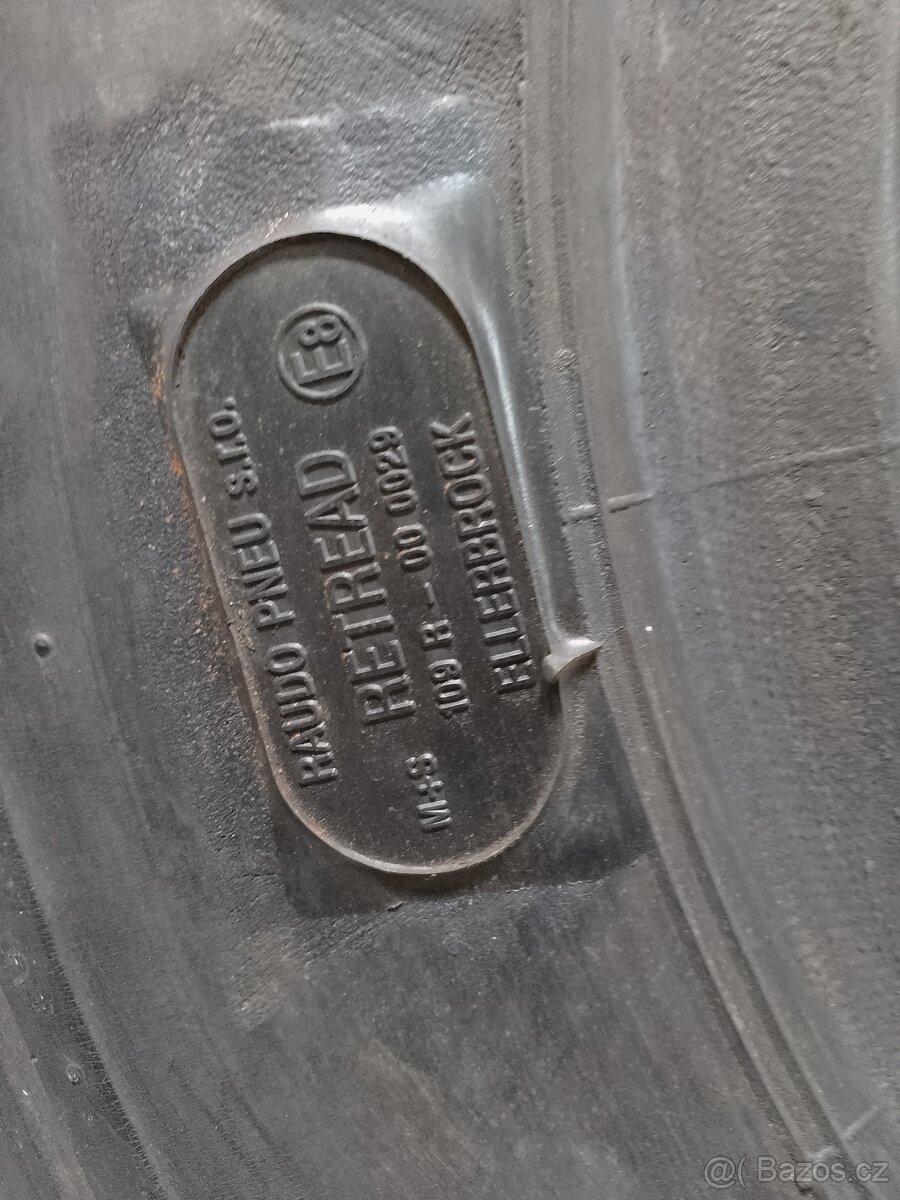 RAUDO PNEU s.r.o.
RETREAD E8
M+S 109 R - 00 0029
ELLERBROCK
@( Bazos.cz